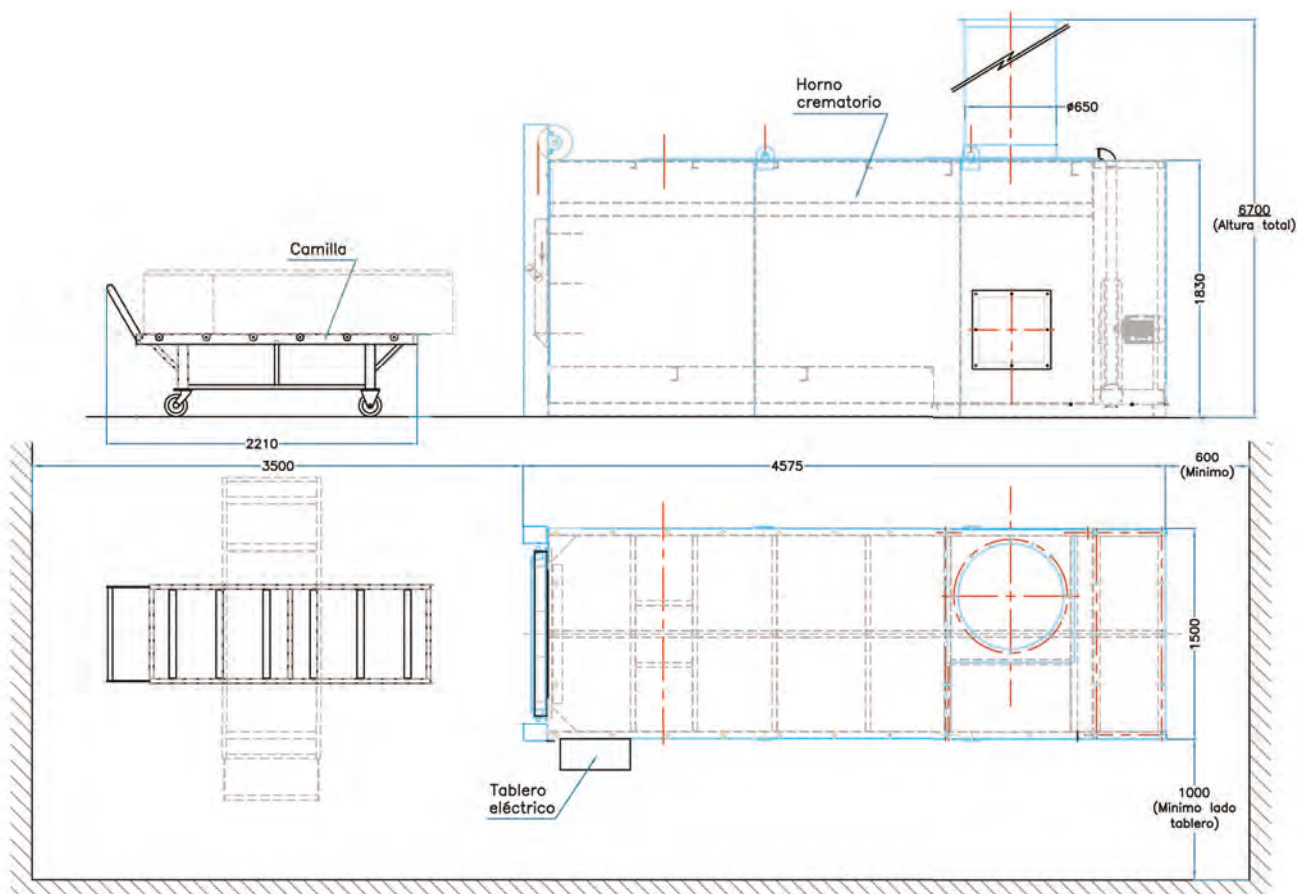 Horno
crematorio
ø650
6700
(Altura total)
1830
Camilla
2210
3500
4575
600
(Minimo)
1500
Tablero
eléctrico
1000
(Minimo lado
tablero)